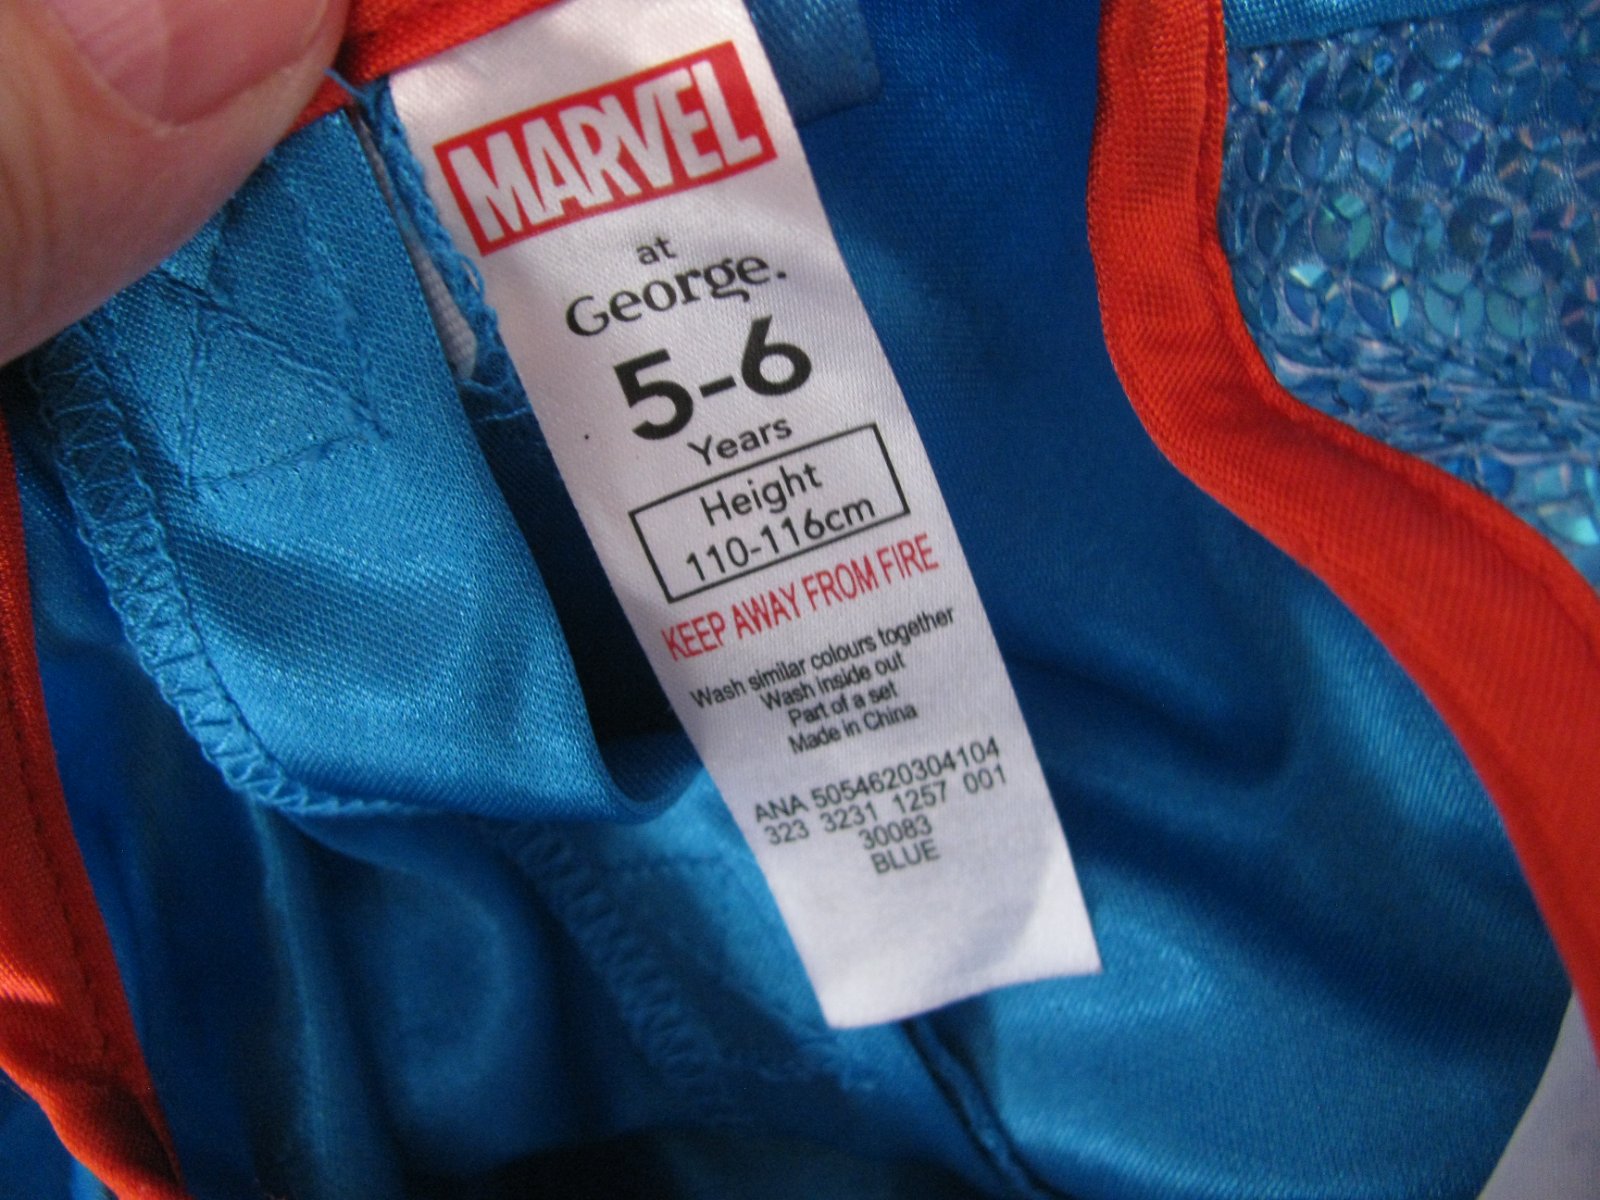 MARVEL
at
George.
5-6
Years
Height
110-116cm
KEEP AWAY FROM FIRE
Wash similar colours together
Wash inside out
Part of a set
Made in China
ANA 5054620304104
323 3231 1257 001
30083
BLUE